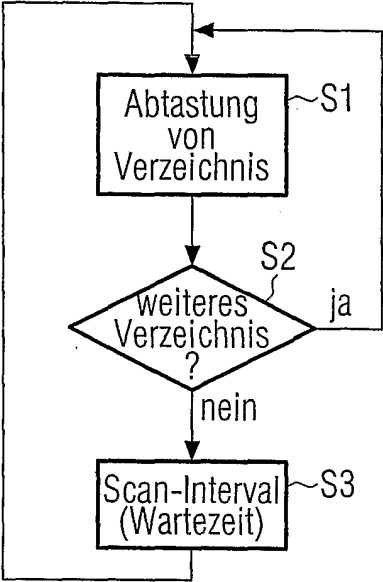 Abtastung
von
Verzeichnis
S1
S2
weiteres
Verzeichnis
?
ja
nein
Scan-Interval
(Wartezeit)
S3